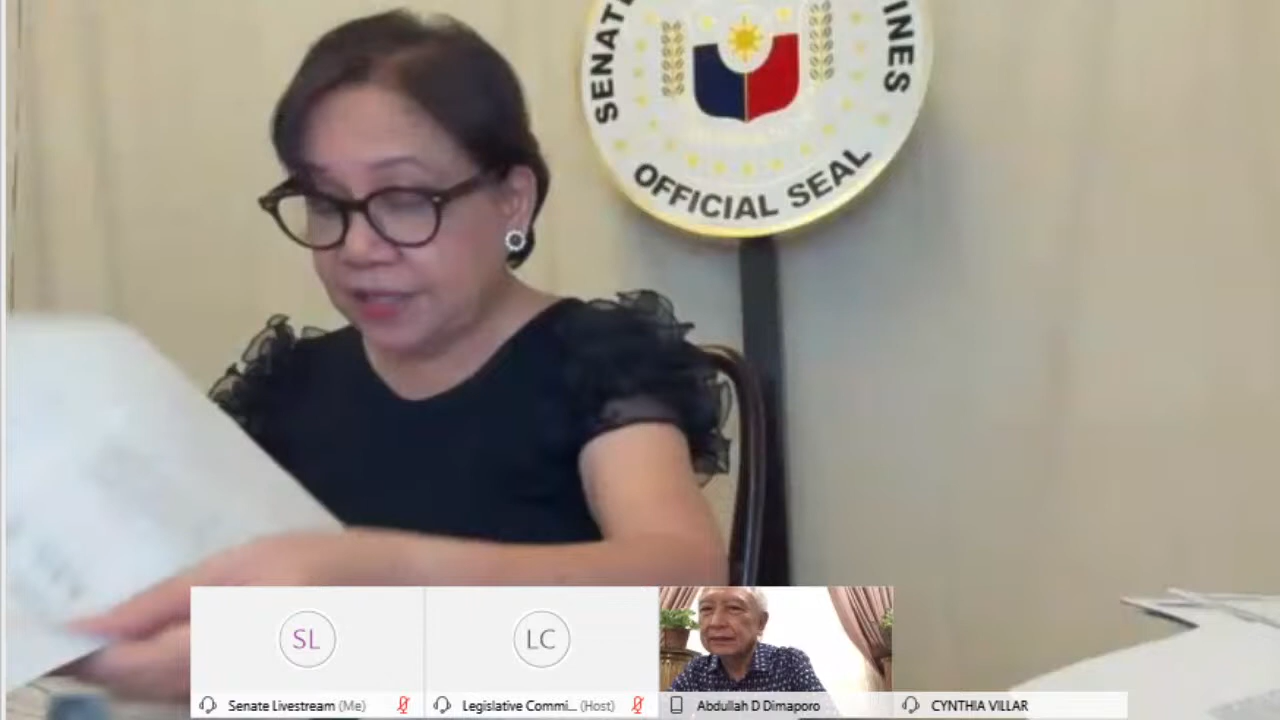 SENATE
INES
OFFICIAL SEAL
SL
LC
Senate Livestream (Me)
Legislative Commi... (Host)
Abdullah D Dimaporo
CYNTHIA VILLAR